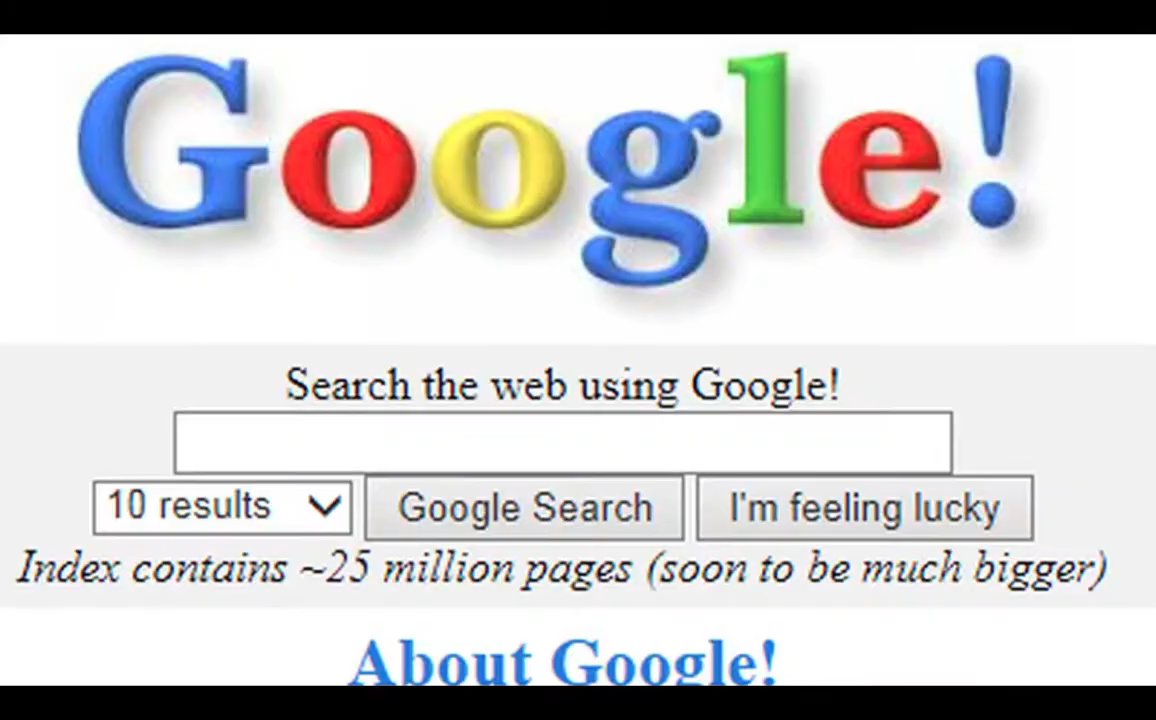 Google!
Search the web using Google!
10 results Google Search I'm feeling lucky
Index contains ~25 million pages (soon to be much bigger)
About Google!